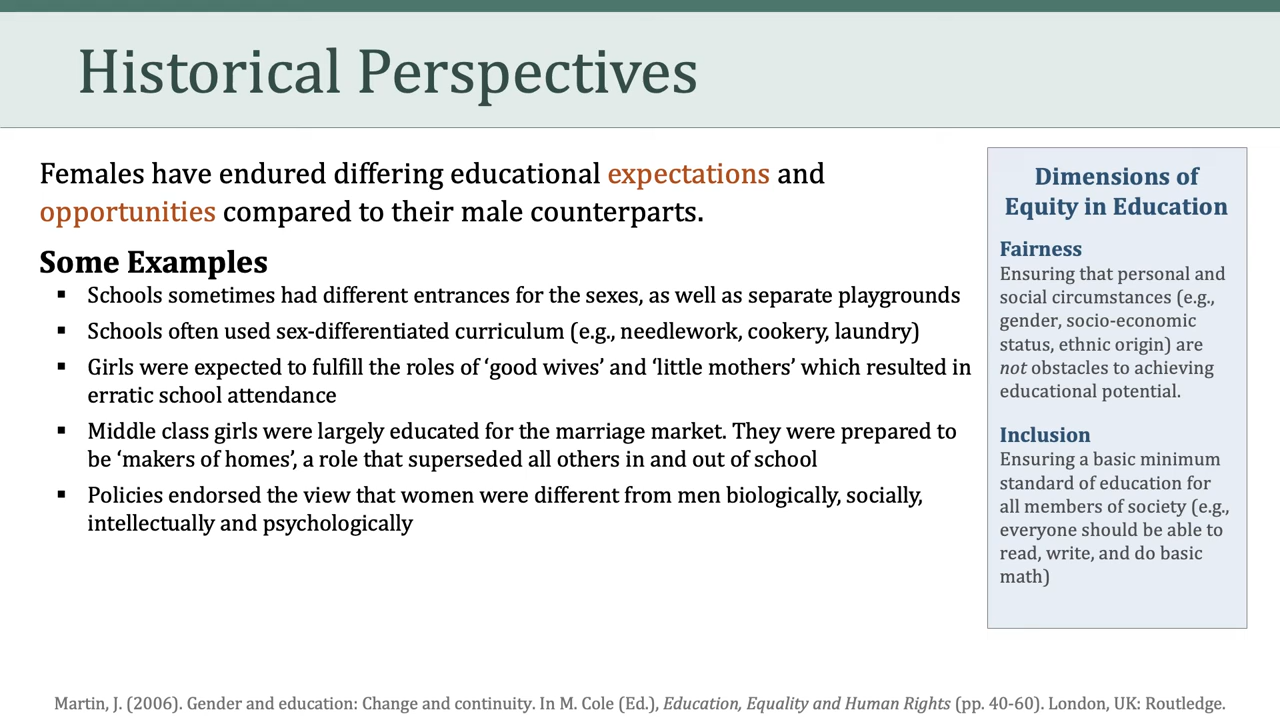 Historical Perspectives
Females have endured differing educational expectations and
opportunities compared to their male counterparts.
Some Examples
▪ Schools sometimes had different entrances for the sexes, as well as separate playgrounds
▪ Schools often used sex-differentiated curriculum (e.g., needlework, cookery, laundry)
▪ Girls were expected to fulfill the roles of ‘good wives’ and ‘little mothers’ which resulted in
erratic school attendance
▪ Middle class girls were largely educated for the marriage market. They were prepared to
be ‘makers of homes’, a role that superseded all others in and out of school
▪ Policies endorsed the view that women were different from men biologically, socially,
intellectually and psychologically
Dimensions of
Equity in Education
Fairness
Ensuring that personal and
social circumstances (e.g.,
gender, socio-economic
status, ethnic origin) are
not obstacles to achieving
educational potential.
Inclusion
Ensuring a basic minimum
standard of education for
all members of society (e.g.,
everyone should be able to
read, write, and do basic
math)
Martin, J. (2006). Gender and education: Change and continuity. In M. Cole (Ed.), Education, Equality and Human Rights (pp. 40-60). London, UK: Routledge.